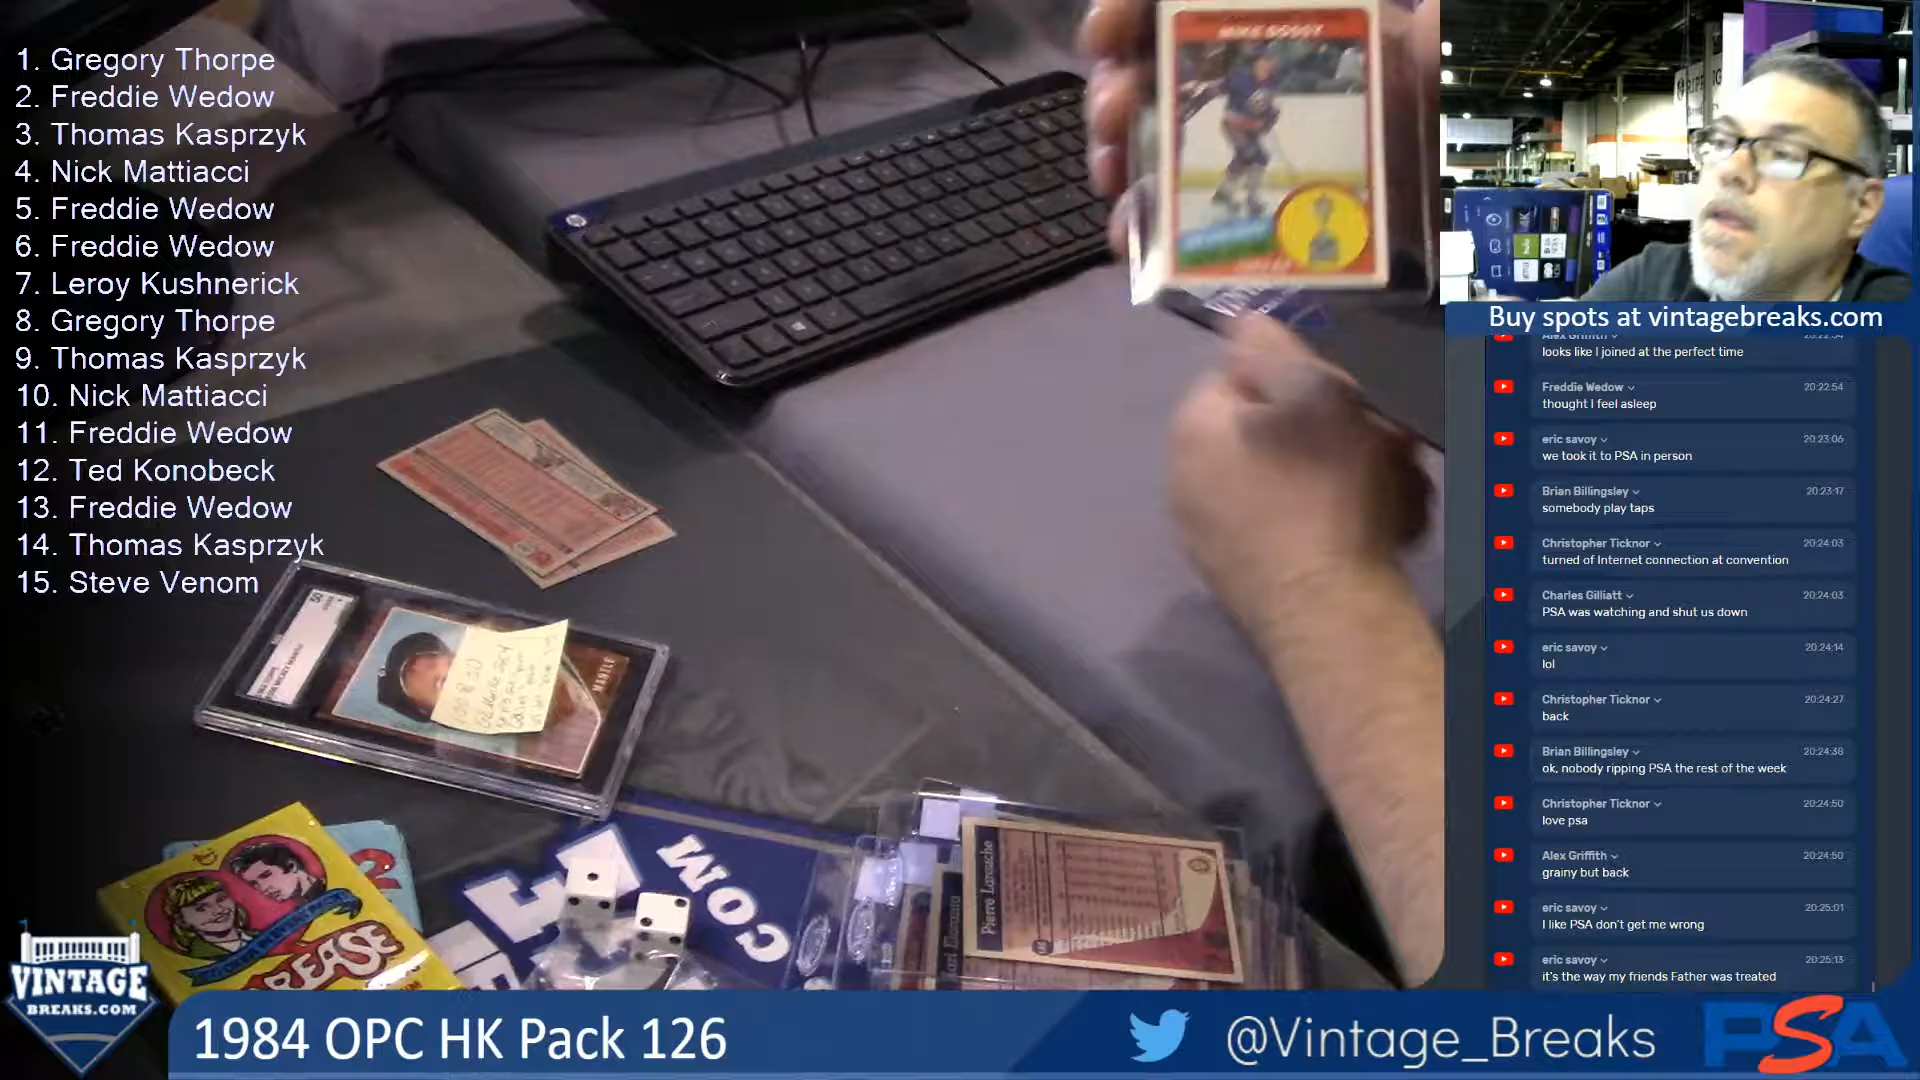 1. Gregory Thorpe
2. Freddie Wedow
3. Thomas Kasprzyk
4. Nick Mattiacci
5. Freddie Wedow
6. Freddie Wedow
7. Leroy Kushnerick
8. Gregory Thorpe
9. Thomas Kasprzyk
10. Nick Mattiacci
11. Freddie Wedow
12. Ted Konobeck
13. Freddie Wedow
14. Thomas Kasprzyk
15. Steve Venom
MIKE BOSSY
MANTLE
GREASE
COM
Pierre Larouche
Buy spots at vintagebreaks.com
Alex Griffith
looks like I joined at the perfect time
Freddie Wedow 20:22:54
thought I feel asleep
eric savoy 20:23:06
we took it to PSA in person
Brian Billingsley 20:23:17
somebody play taps
Christopher Ticknor 20:24:03
turned of Internet connection at convention
Charles Gilliatt 20:24:03
PSA was watching and shut us down
eric savoy 20:24:14
lol
Christopher Ticknor 20:24:27
back
Brian Billingsley 20:24:38
ok, nobody ripping PSA the rest of the week
Christopher Ticknor 20:24:50
love psa
Alex Griffith 20:24:50
grainy but back
eric savoy 20:25:01
I like PSA don't get me wrong
eric savoy 20:25:13
it's the way my friends Father was treated
VINTAGE
BREAKS.COM
1984 OPC HK Pack 126
@Vintage_Breaks
PSA